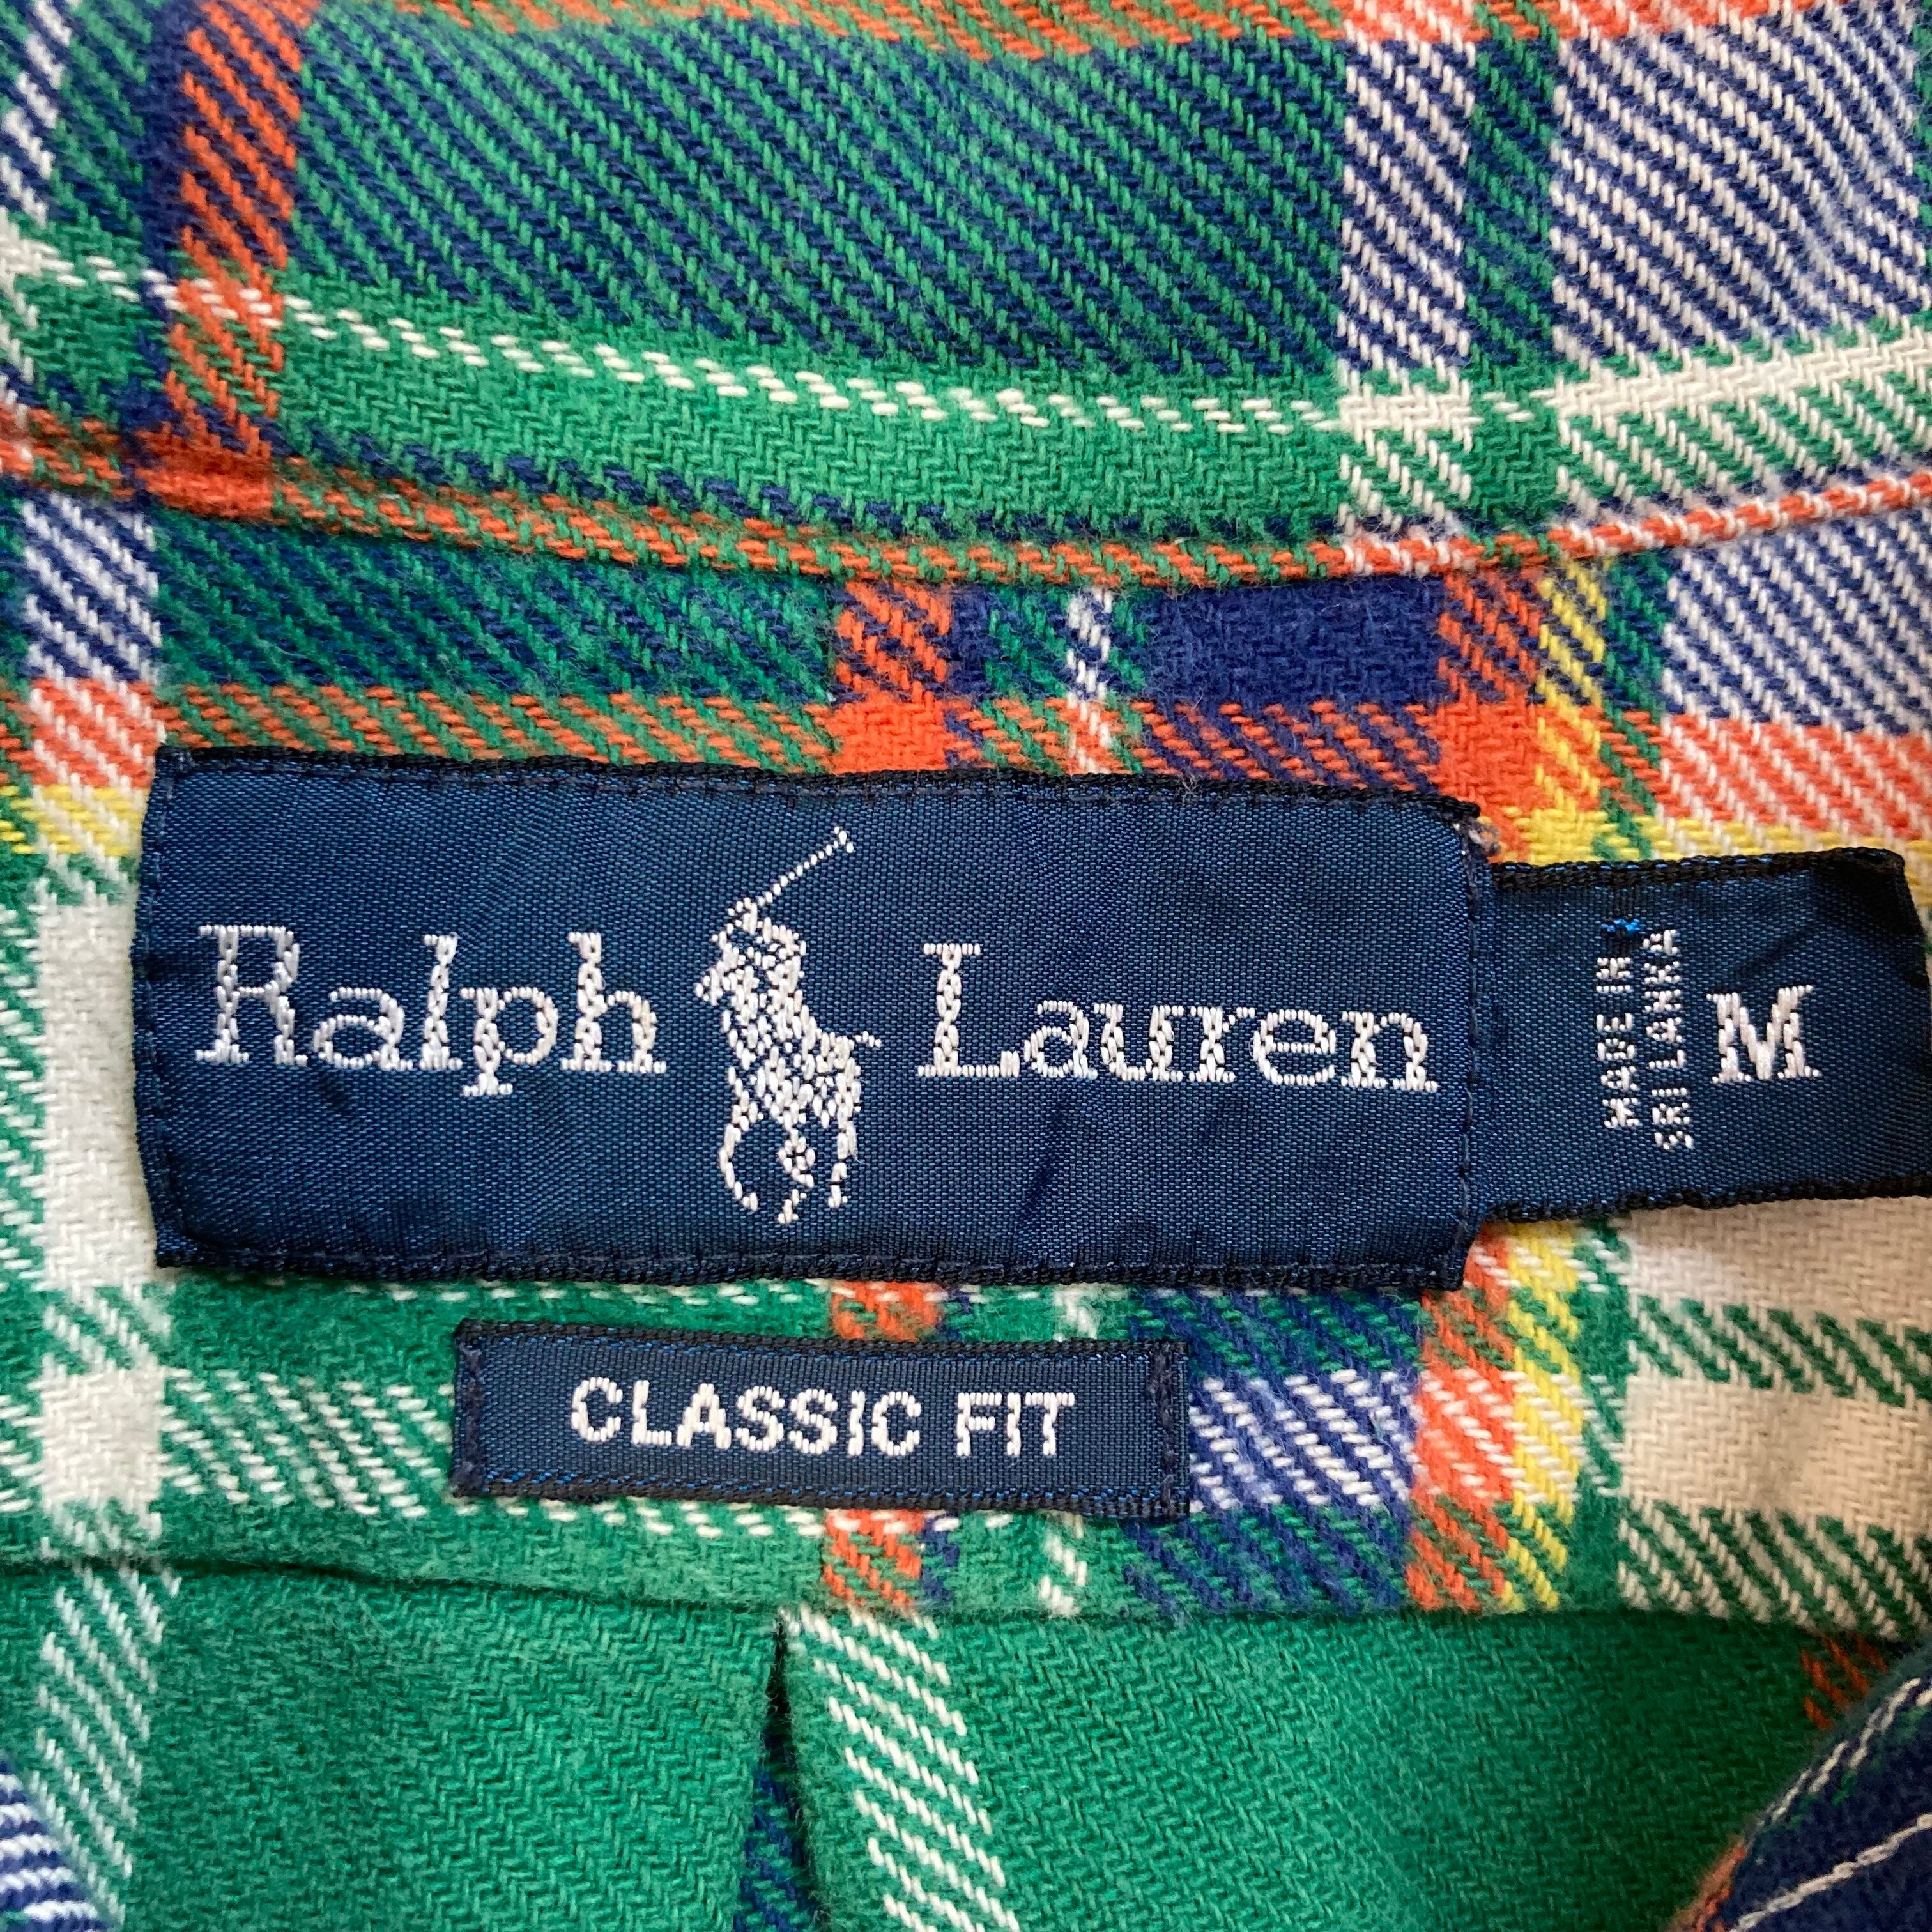 Ralph Lauren
MADE IN
SRI LANKA
M
CLASSIC FIT